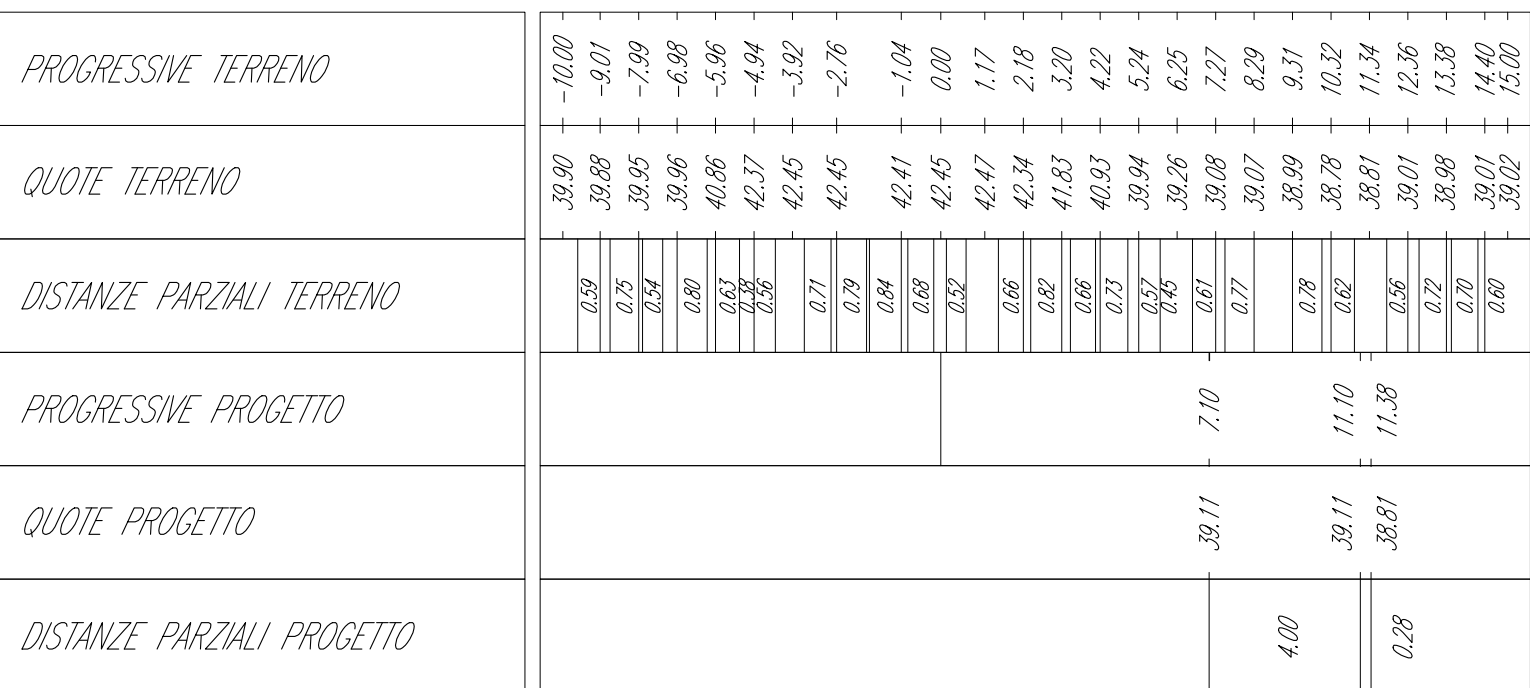 PROGRESSIVE TERRENO -10.00 -9.01 -7.99 -6.98 -5.96 -4.94 -3.92 -2.76 -1.04 0.00 1.17 2.18 3.20 4.22 5.24 6.25 7.27 8.29 9.31 10.32 11.34 12.36 13.38 14.40 15.00
QUOTE TERRENO 39.90 39.88 39.95 39.96 40.86 42.37 42.45 42.45 42.41 42.45 42.47 42.34 41.83 40.93 39.94 39.26 39.08 39.07 38.99 38.78 38.81 39.01 38.98 39.01 39.02
DISTANZE PARZIALI TERRENO 0.59 0.75 0.54 0.80 0.63 0.38 0.56 0.71 0.79 0.84 0.68 0.52 0.66 0.82 0.66 0.73 0.57 0.45 0.61 0.77 0.78 0.62 0.56 0.72 0.70 0.60
PROGRESSIVE PROGETTO 7.10 11.10 11.38
QUOTE PROGETTO 39.11 39.11 38.81
DISTANZE PARZIALI PROGETTO 4.00 0.28